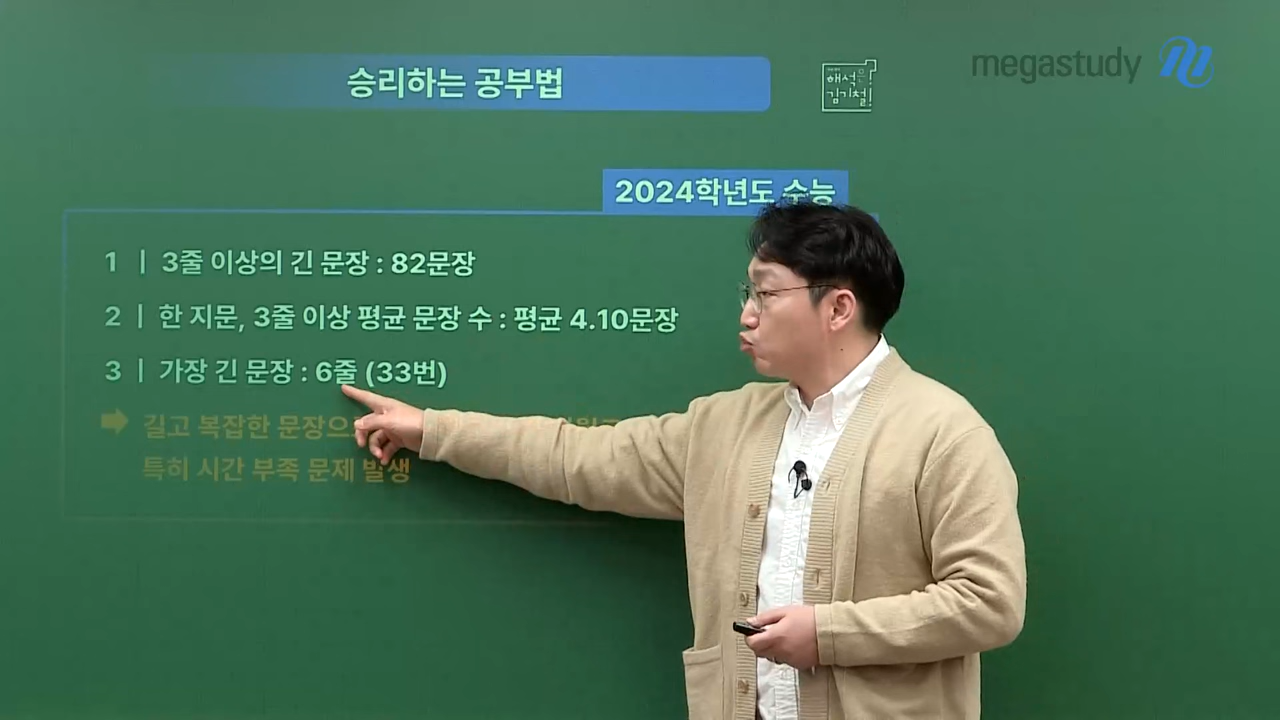 승리하는 공부법
해석은?
김기철!
megastudy
2024학년도 수능
1 | 3줄 이상의 긴 문장 : 82문장
2 | 한 지문, 3줄 이상 평균 문장 수 : 평균 4.10문장
3 | 가장 긴 문장 : 6줄 (33번)
길고 복잡한 문장으
특히 시간 부족 문제 발생